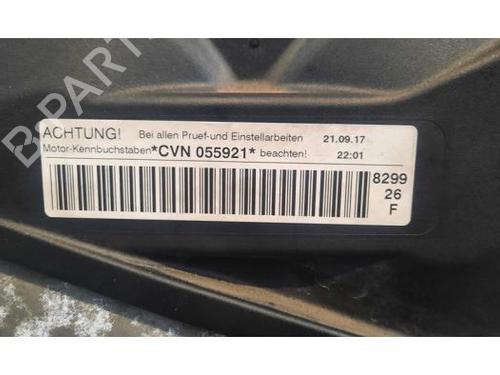 B-PARTS
ACHTUNG! Bei allen Pruef-und Einstellarbeiten 21.09.17
Motor-Kennbuchstaben *CVN 055921* beachten! 22:01
8299
26
F